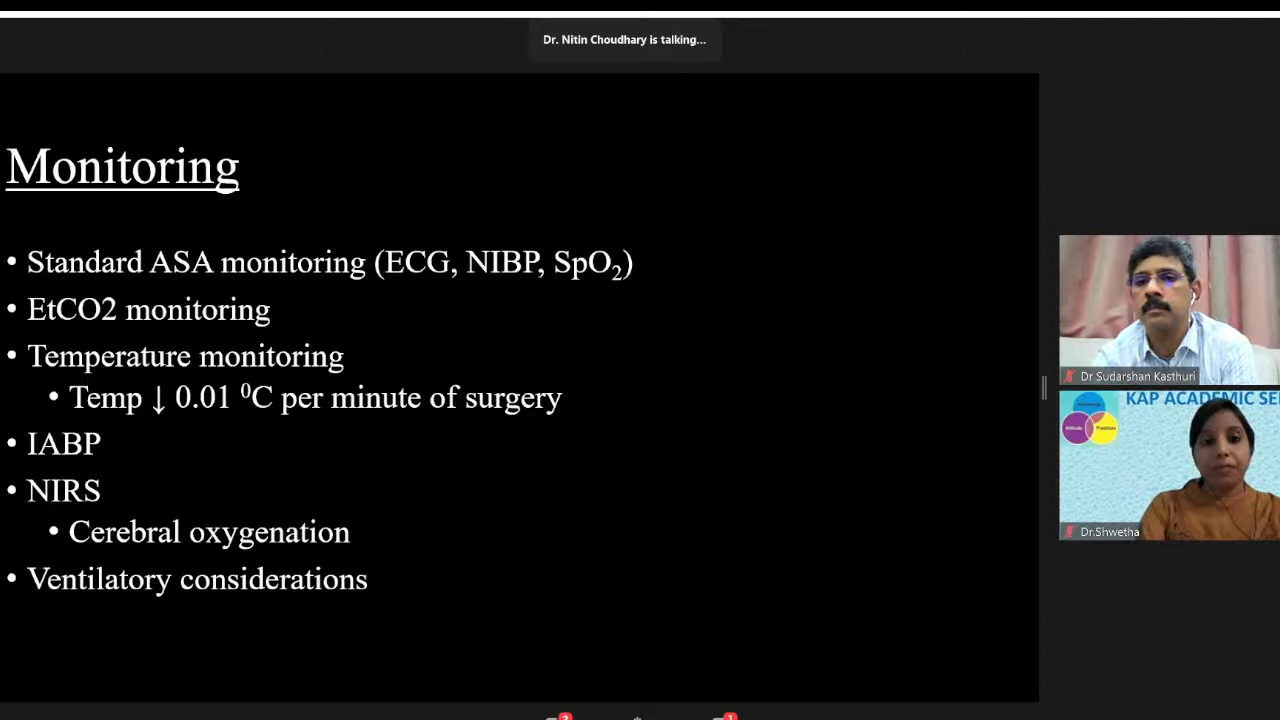 Dr. Nitin Choudhary is talking...
Monitoring
• Standard ASA monitoring (ECG, NIBP, SpO₂)
• EtCO2 monitoring
• Temperature monitoring
• Temp ↓ 0.01 ⁰C per minute of surgery
• IABP
• NIRS
• Cerebral oxygenation
• Ventilatory considerations
Dr Sudarshan Kasthuri
KAP ACADEMIC SE
Attitude
Practices
Dr.Shwetha